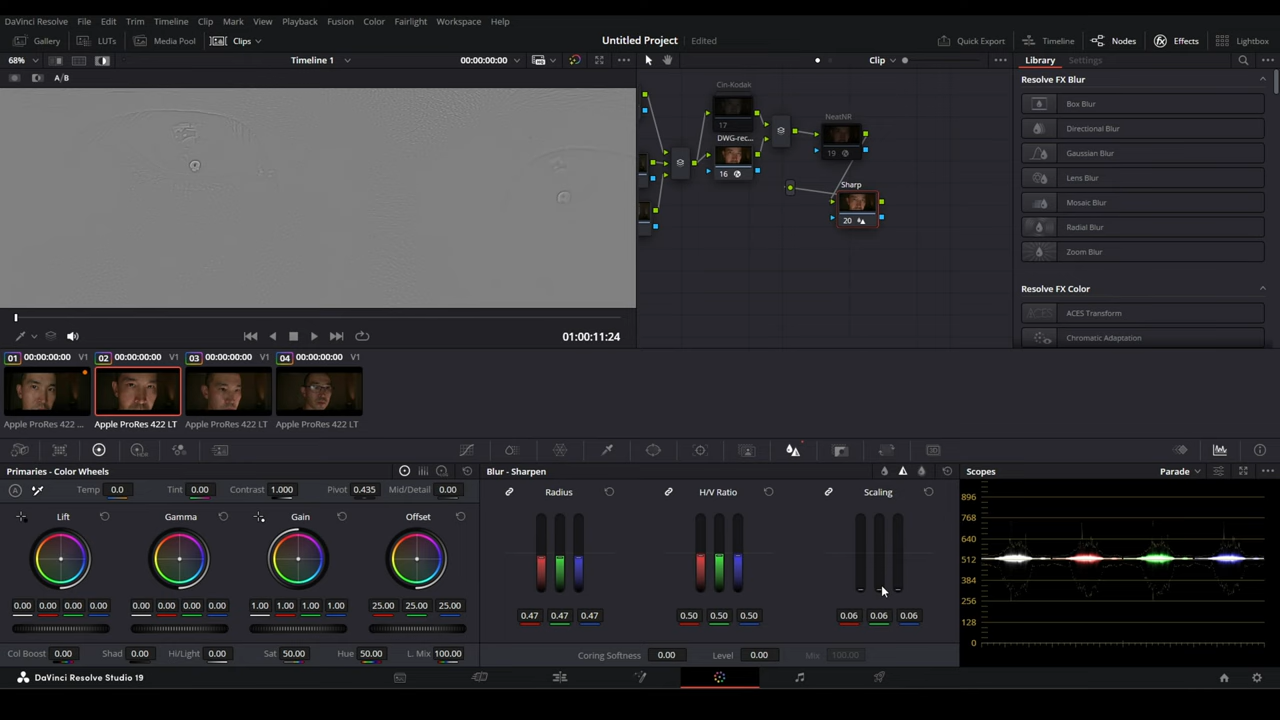 DaVinci Resolve File Edit Trim Timeline Clip Mark View Playback Fusion Color Fairlight Workspace Help
Gallery LUTs Media Pool Clips Untitled Project Edited Quick Export Timeline Nodes Effects Lightbox
68% Timeline 1 00:00:00:00 Clip Library Settings
A/B
Resolve FX Blur
Box Blur
Directional Blur
Gaussian Blur
Lens Blur
Mosaic Blur
Radial Blur
Zoom Blur
Resolve FX Color
ACES Transform
Chromatic Adaptation
Cin-Kodak
17
DWG-rec...
16
NeatNR
19
Sharp
20
01:00:11:24
01 00:00:00:00 V1 02 00:00:00:00 V1 03 00:00:00:00 V1 04 00:00:00:00 V1
Apple ProRes 422 ... Apple ProRes 422 LT Apple ProRes 422 LT Apple ProRes 422 LT
Primaries - Color Wheels
Temp 0.0 Tint 0.00 Contrast 1.000 Pivot 0.435 Mid/Detail 0.00
Lift Gamma Gain Offset
0.00 0.00 0.00 0.00 0.00 0.00 0.00 0.00 1.00 1.00 1.00 1.00 25.00 25.00 25.00
Col Boost 0.00 Shad 0.00 Hi/Light 0.00 Sat 50.00 Hue 50.00 L. Mix 100.00
Blur - Sharpen
Radius H/V Ratio Scaling
0.47 0.47 0.47 0.50 0.50 0.50 0.06 0.06 0.06
Coring Softness 0.00 Level 0.00 Mix 100.00
Scopes Parade
896
768
640
512
384
256
128
0
DaVinci Resolve Studio 19